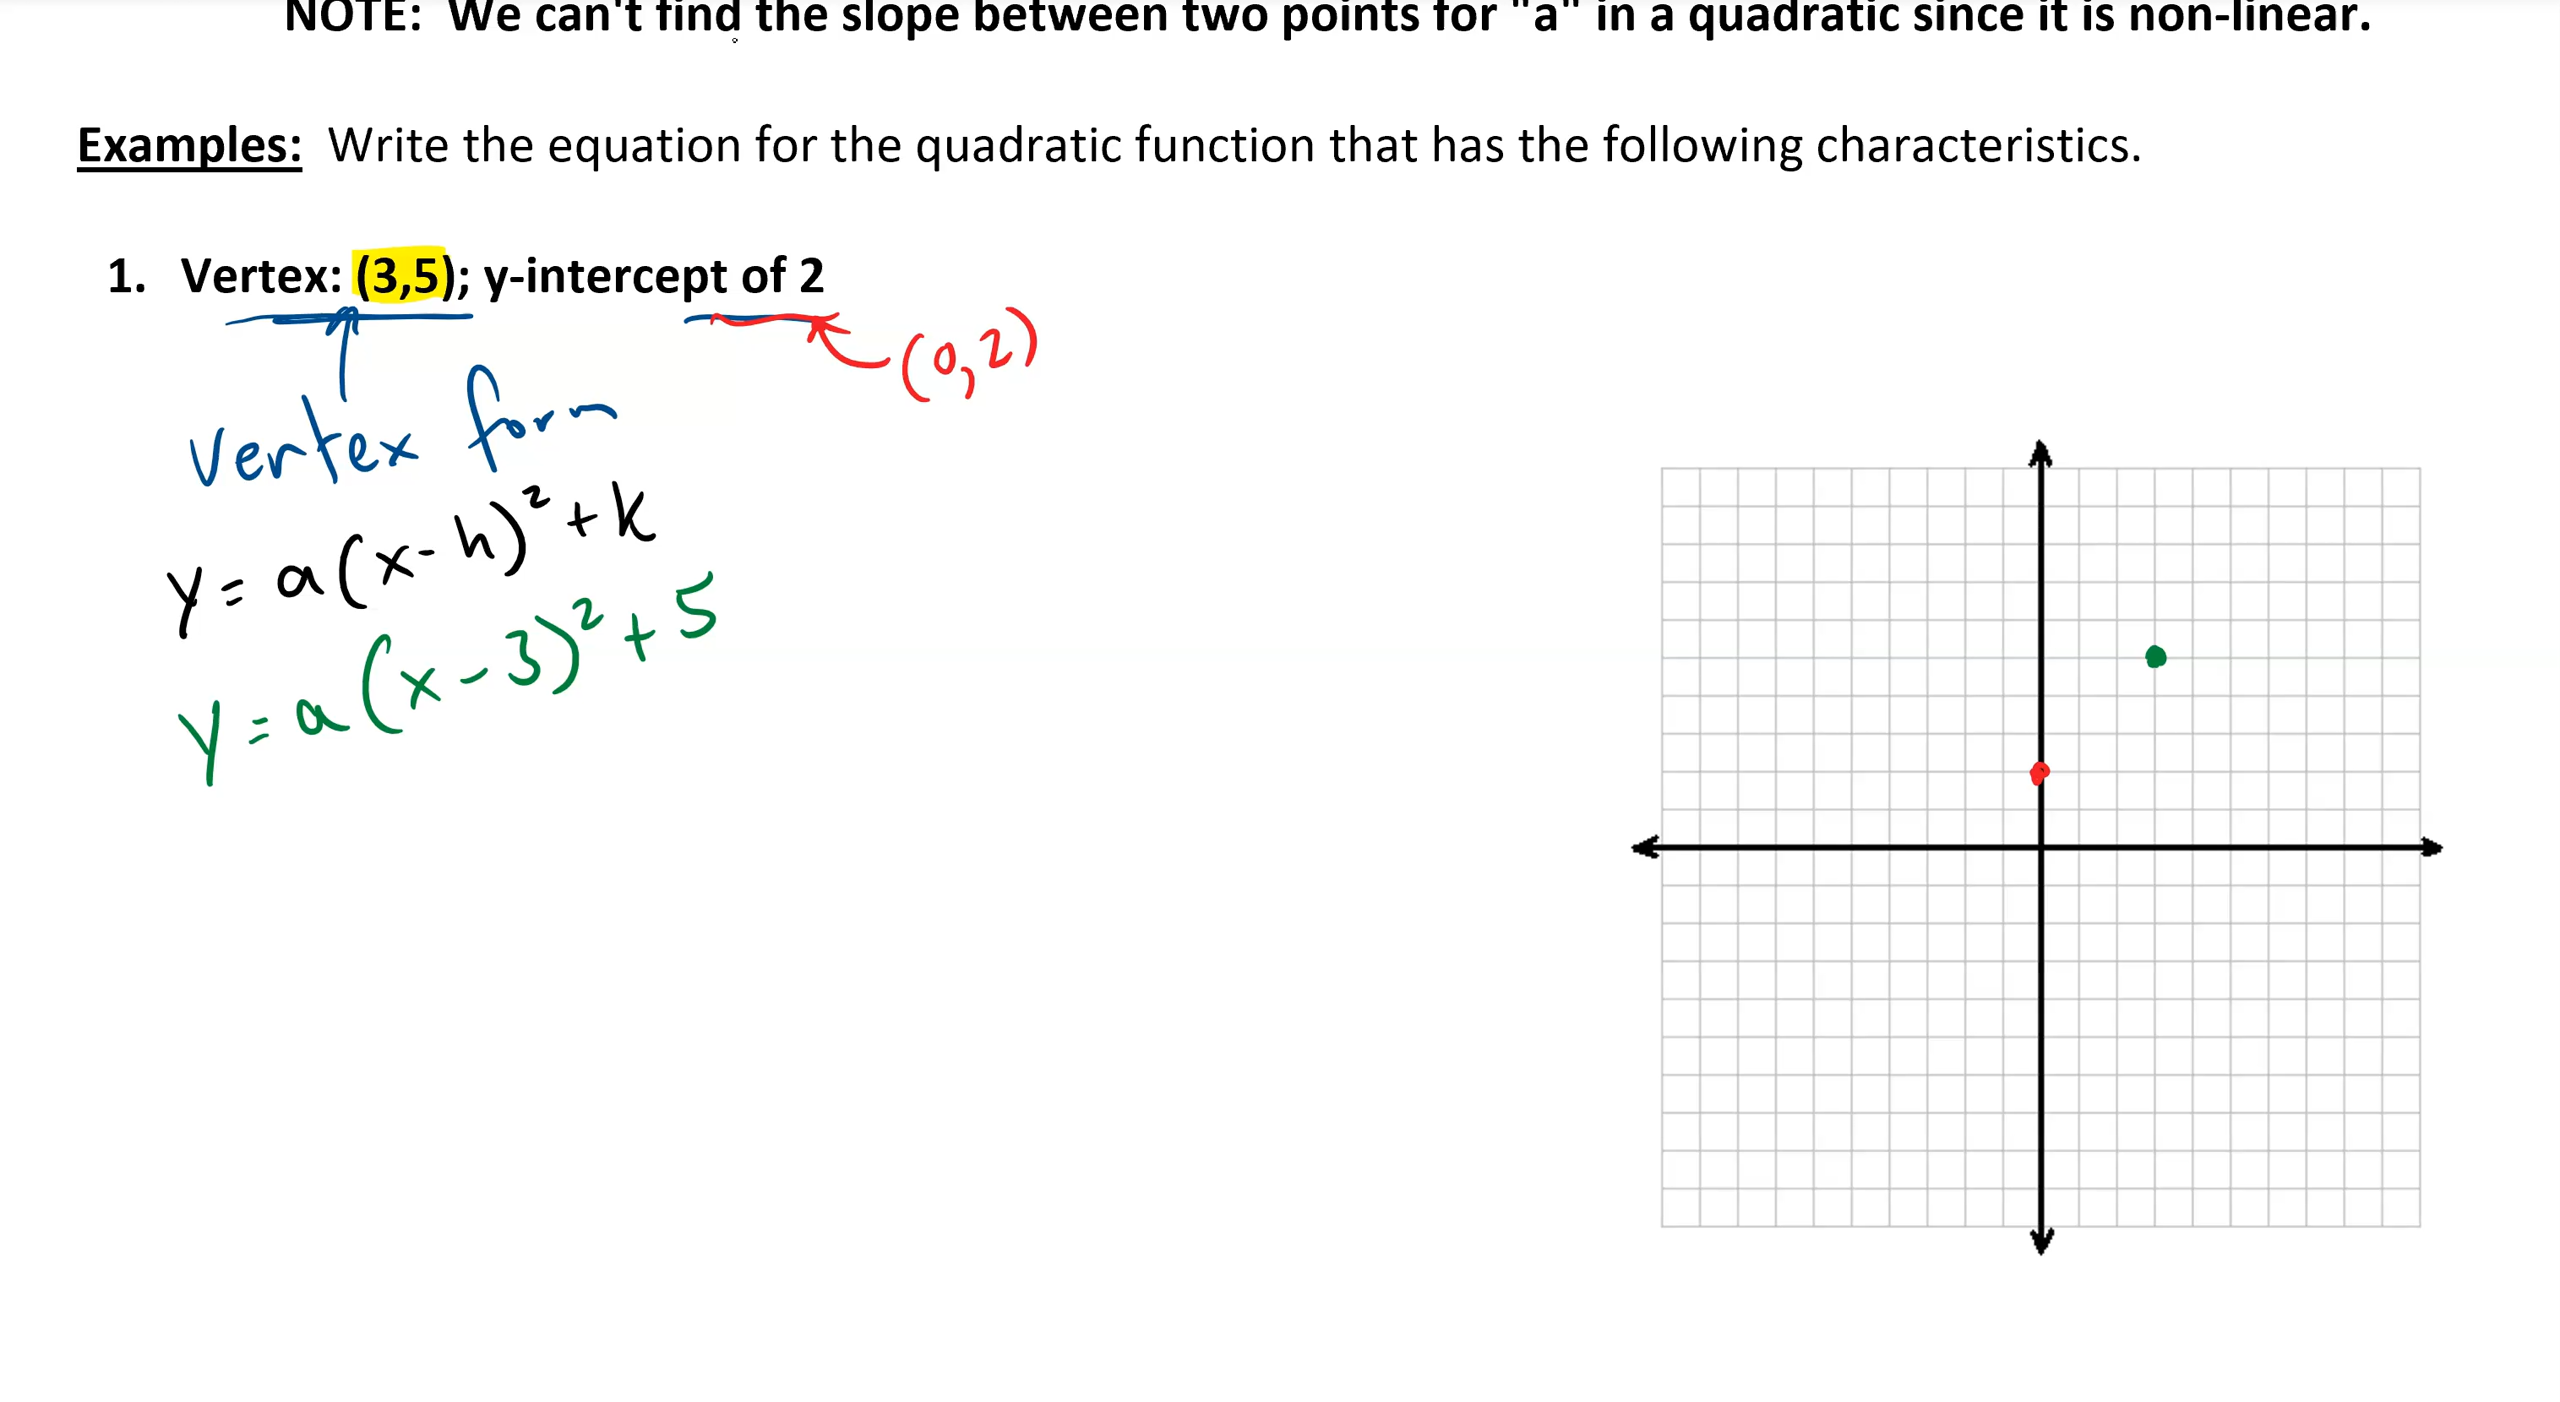 NOTE: We can't find the slope between two points for "a" in a quadratic since it is non-linear.
Examples: Write the equation for the quadratic function that has the following characteristics.
1. Vertex: (3,5); y-intercept of 2
(0,2)
Vertex form
y = a(x-h)² + k
y = a(x-3)² + 5